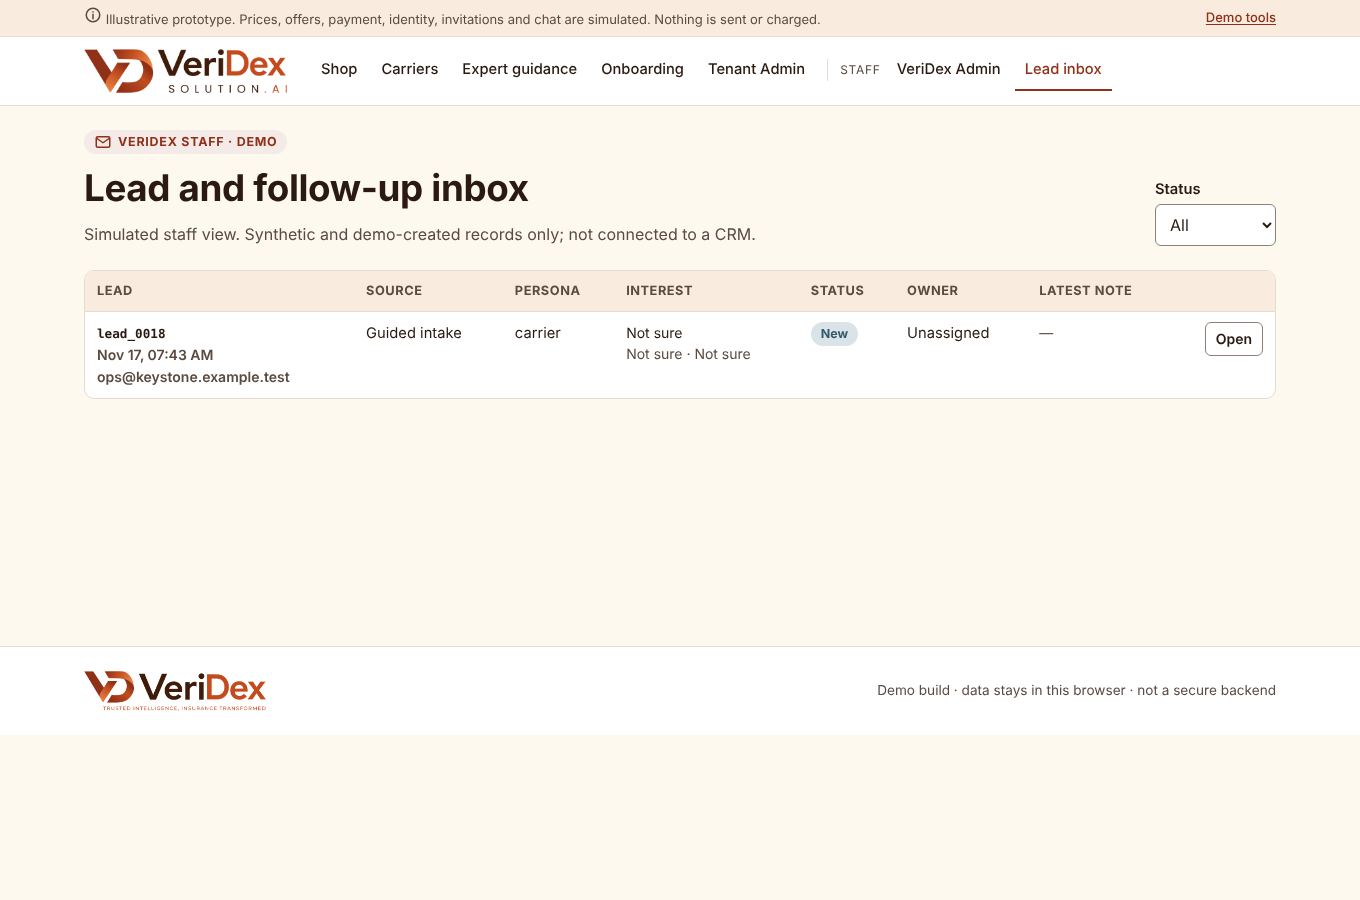 Illustrative prototype. Prices, offers, payment, identity, invitations and chat are simulated. Nothing is sent or charged.
Demo tools
VeriDex
SOLUTION.AI
Shop
Carriers
Expert guidance
Onboarding
Tenant Admin
STAFF
VeriDex Admin
Lead inbox
VERIDEX STAFF · DEMO
Lead and follow-up inbox
Simulated staff view. Synthetic and demo-created records only; not connected to a CRM.
Status
All
LEAD SOURCE PERSONA INTEREST STATUS OWNER LATEST NOTE
lead_0018 Guided intake carrier Not sure New Unassigned — Open
Nov 17, 07:43 AM Not sure · Not sure
ops@keystone.example.test
VeriDex
TRUSTED INTELLIGENCE, INSURANCE TRANSFORMED
Demo build · data stays in this browser · not a secure backend